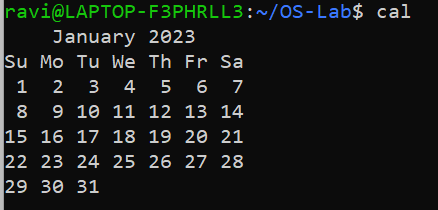 ravi@LAPTOP-F3PHRLL3:~/OS-Lab$ cal
    January 2023
Su Mo Tu We Th Fr Sa
 1  2  3  4  5  6  7
 8  9 10 11 12 13 14
15 16 17 18 19 20 21
22 23 24 25 26 27 28
29 30 31